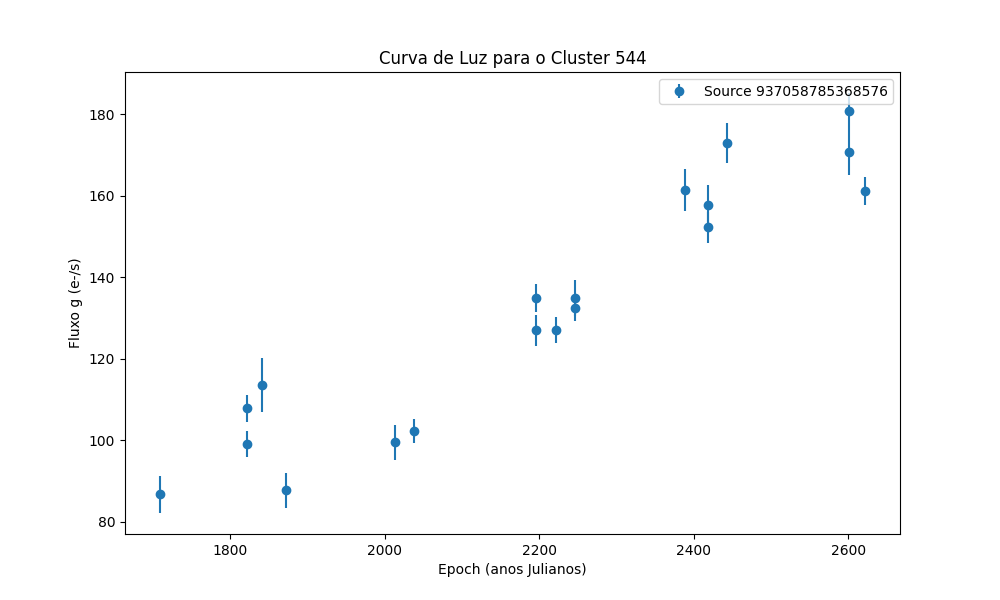 Curva de Luz para o Cluster 544
Source 937058785368576
180
160
140
120
100
80
Fluxo g (e-/s)
1800 2000 2200 2400 2600
Epoch (anos Julianos)